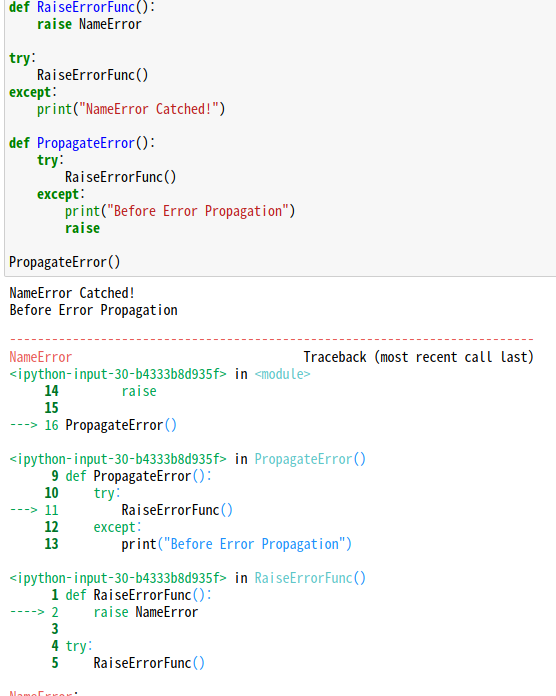 def RaiseErrorFunc():
    raise NameError

try:
    RaiseErrorFunc()
except:
    print("NameError Catched!")

def PropagateError():
    try:
        RaiseErrorFunc()
    except:
        print("Before Error Propagation")
        raise

PropagateError()
NameError Catched!
Before Error Propagation
---------------------------------------------------------------------------
NameError                                 Traceback (most recent call last)
<ipython-input-30-b4333b8d935f> in <module>
     14         raise
     15 
---> 16 PropagateError()

<ipython-input-30-b4333b8d935f> in PropagateError()
      9 def PropagateError():
     10     try:
---> 11         RaiseErrorFunc()
     12     except:
     13         print("Before Error Propagation")

<ipython-input-30-b4333b8d935f> in RaiseErrorFunc()
      1 def RaiseErrorFunc():
----> 2     raise NameError
      3 
      4 try:
      5     RaiseErrorFunc()

NameError: